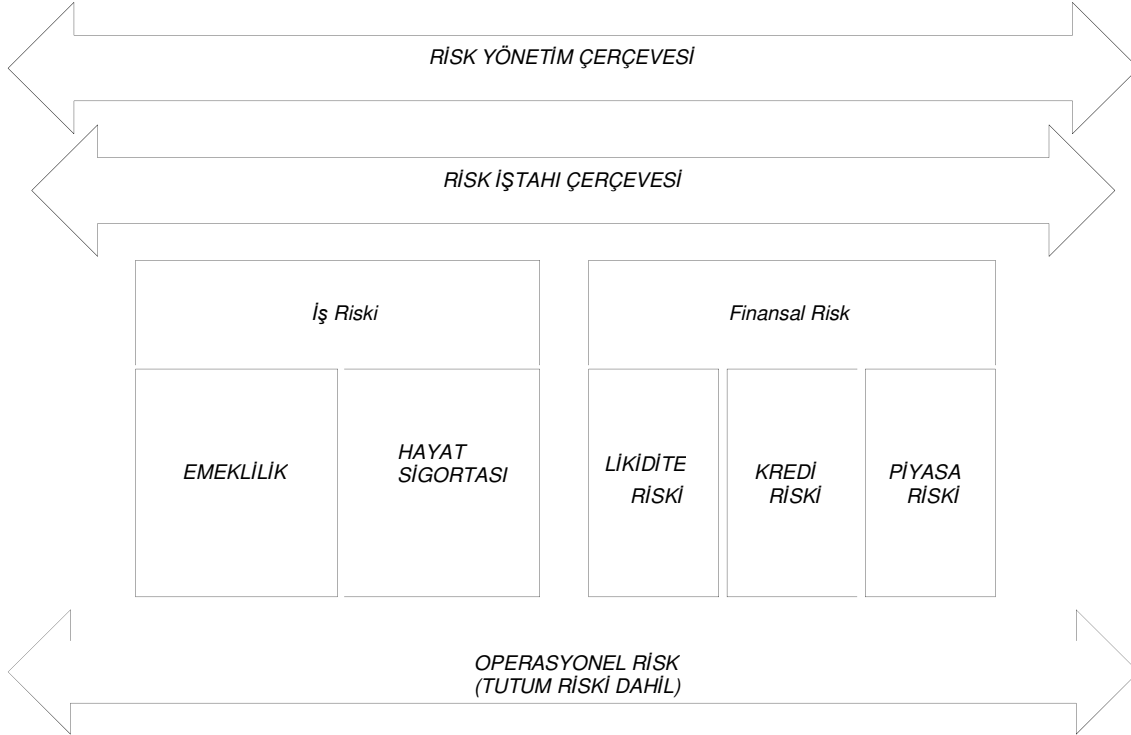 RİSK YÖNETİM ÇERÇEVESİ
RİSK İŞTAHI ÇERÇEVESİ
İş Riski
Finansal Risk
EMEKLİLİK
HAYAT
SİGORTASI
LİKİDİTE
RİSKİ
KREDİ
RİSKİ
PİYASA
RİSKİ
OPERASYONEL RİSK
(TUTUM RİSKİ DAHİL)